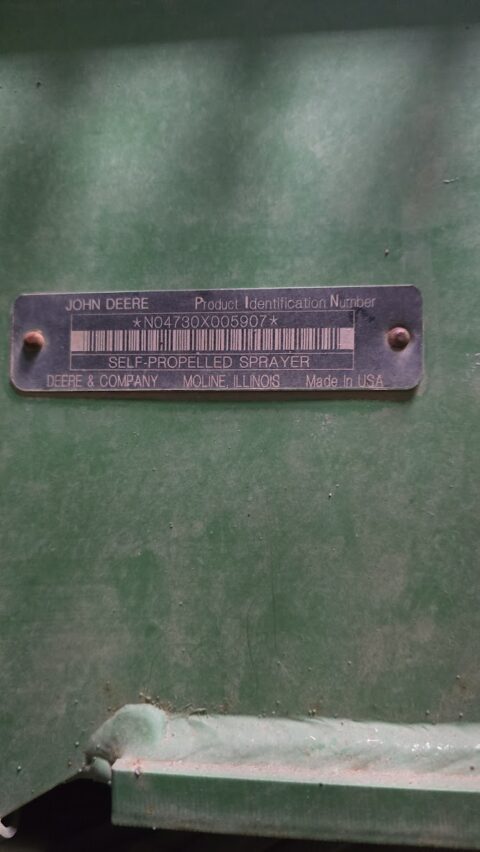 JOHN DEERE Product Identification Number
*N04730X005907*
SELF-PROPELLED SPRAYER
DEERE & COMPANY MOLINE, ILLINOIS Made in USA